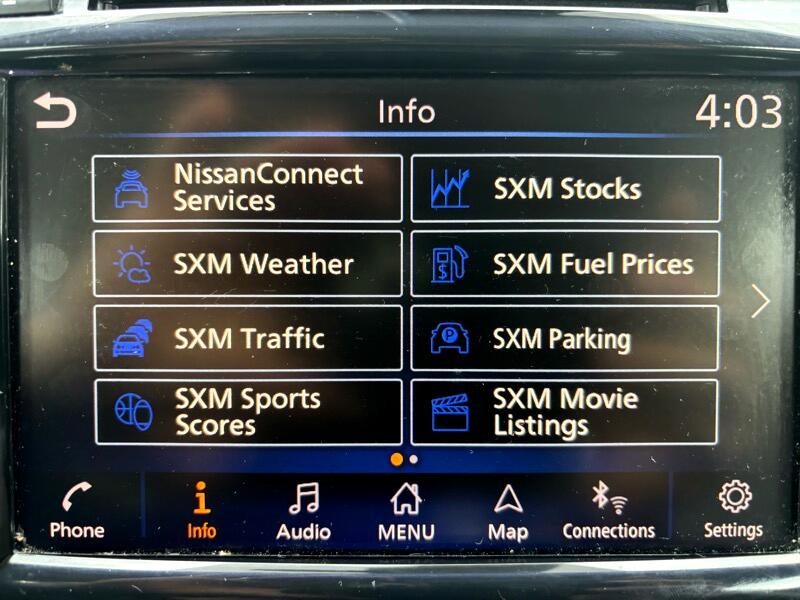 Info
4:03
NissanConnect
Services
SXM Stocks
SXM Weather
$
SXM Fuel Prices
SXM Traffic
P
SXM Parking
SXM Sports
Scores
SXM Movie
Listings
Phone
Info
Audio
MENU
Map
Connections
Settings